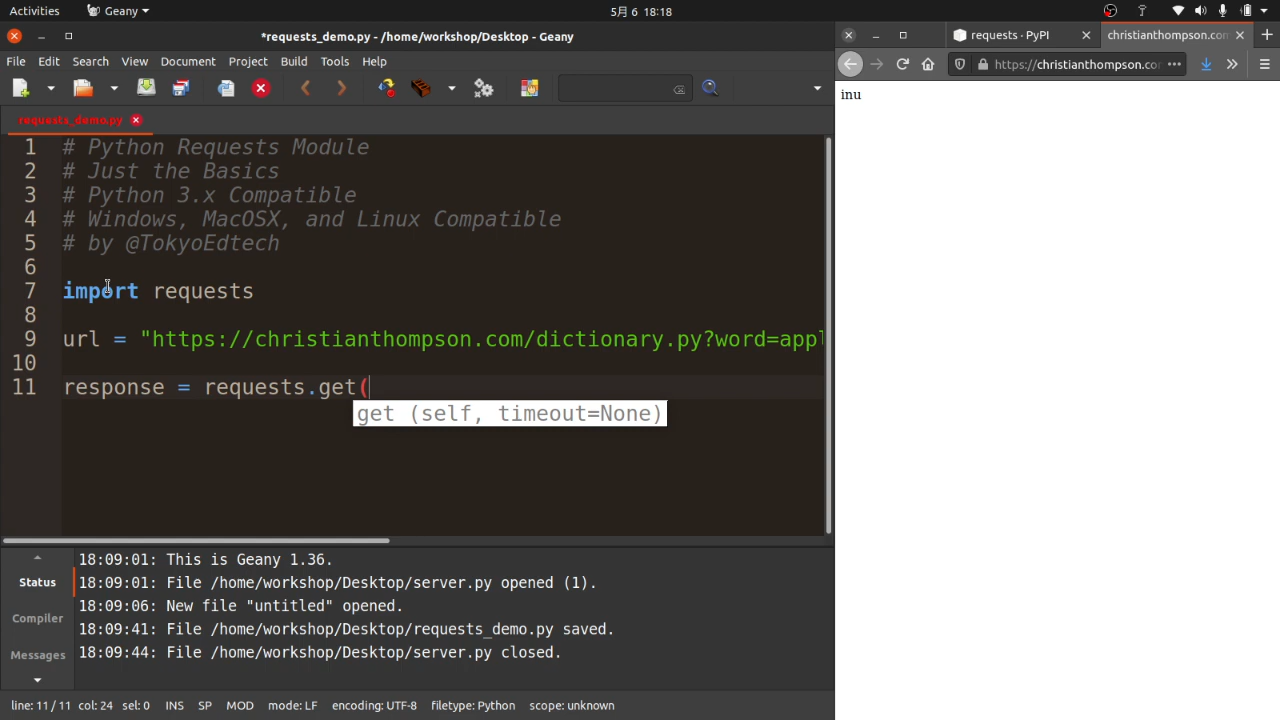 Activities
Geany
5月 6 18:18
*requests_demo.py - /home/workshop/Desktop - Geany
File Edit Search View Document Project Build Tools Help
requests_demo.py
1 # Python Requests Module
2 # Just the Basics
3 # Python 3.x Compatible
4 # Windows, MacOSX, and Linux Compatible
5 # by @TokyoEdtech
6
7 import requests
8
9 url = "https://christianthompson.com/dictionary.py?word=appl
10
11 response = requests.get(
get (self, timeout=None)
Status
Compiler
Messages
18:09:01: This is Geany 1.36.
18:09:01: File /home/workshop/Desktop/server.py opened (1).
18:09:06: New file "untitled" opened.
18:09:41: File /home/workshop/Desktop/requests_demo.py saved.
18:09:44: File /home/workshop/Desktop/server.py closed.
line: 11 / 11 col: 24 sel: 0 INS SP MOD mode: LF encoding: UTF-8 filetype: Python scope: unknown
requests · PyPI
christianthompson.com
https://christianthompson.cor
inu